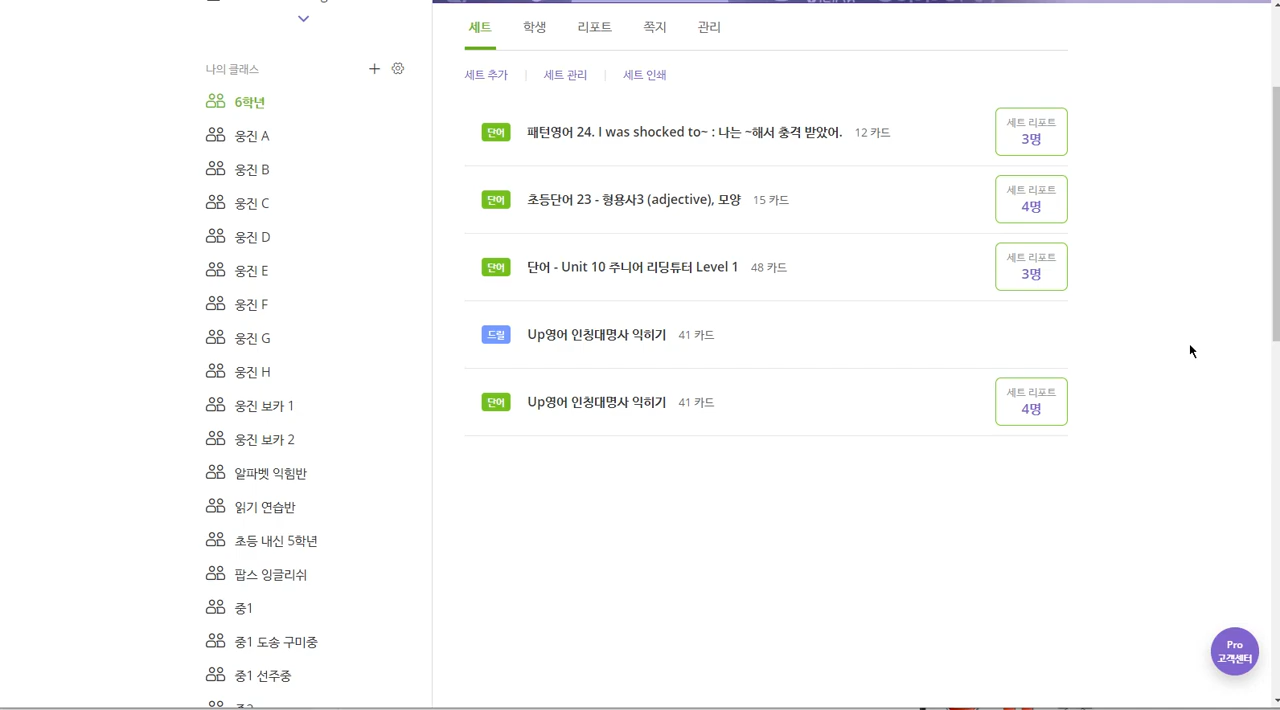 세트
학생
리포트
쪽지
관리
나의 클래스
세트 추가
세트 관리
세트 인쇄
6학년
웅진 A
웅진 B
웅진 C
웅진 D
웅진 E
웅진 F
웅진 G
웅진 H
웅진 보카 1
웅진 보카 2
알파벳 익힘반
읽기 연습반
초등 내신 5학년
팝스 잉글리쉬
중1
중1 도송 구미중
중1 선주중
단어 패턴영어 24. I was shocked to~ : 나는 ~해서 충격 받았어. 12 카드
세트 리포트
3명
단어 초등단어 23 - 형용사3 (adjective), 모양 15 카드
세트 리포트
4명
단어 단어 - Unit 10 주니어 리딩튜터 Level 1 48 카드
세트 리포트
3명
드릴 Up영어 인칭대명사 익히기 41 카드
단어 Up영어 인칭대명사 익히기 41 카드
세트 리포트
4명
Pro
고객센터